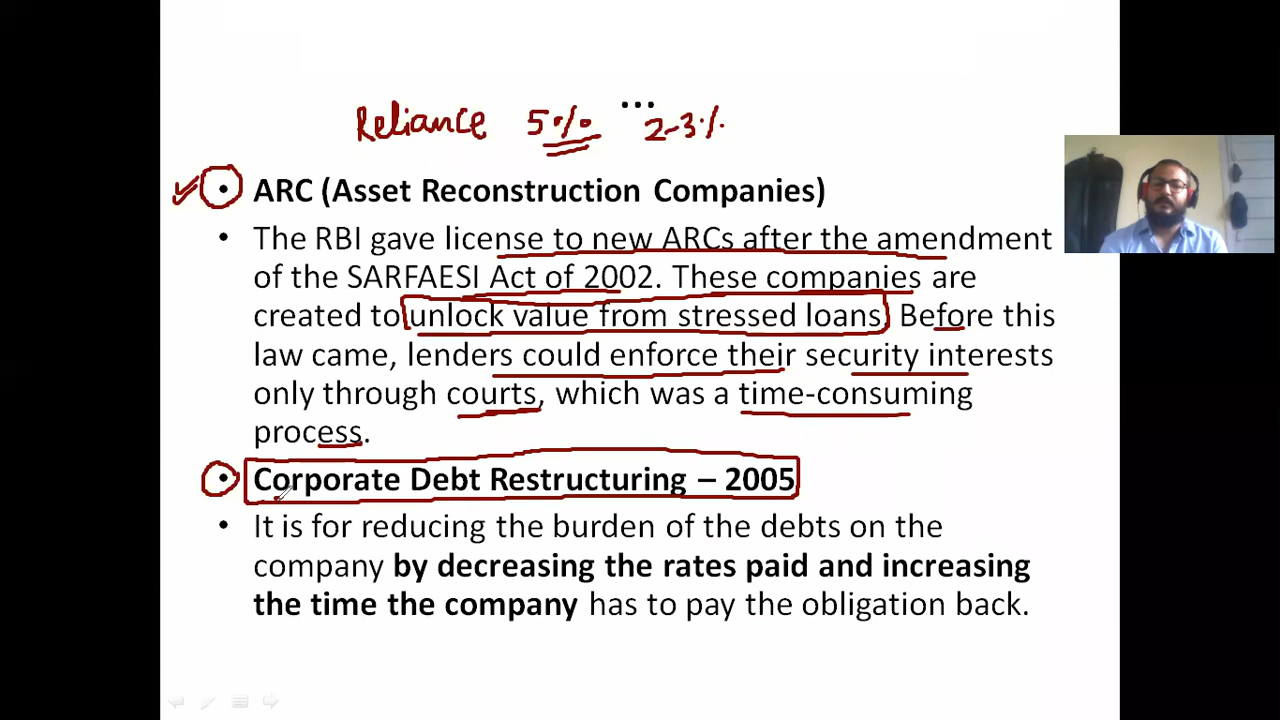 ...
Reliance 5% 2-3%
• ARC (Asset Reconstruction Companies)
• The RBI gave license to new ARCs after the amendment
of the SARFAESI Act of 2002. These companies are
created to unlock value from stressed loans. Before this
law came, lenders could enforce their security interests
only through courts, which was a time-consuming
process.
• Corporate Debt Restructuring – 2005
• It is for reducing the burden of the debts on the
company by decreasing the rates paid and increasing
the time the company has to pay the obligation back.